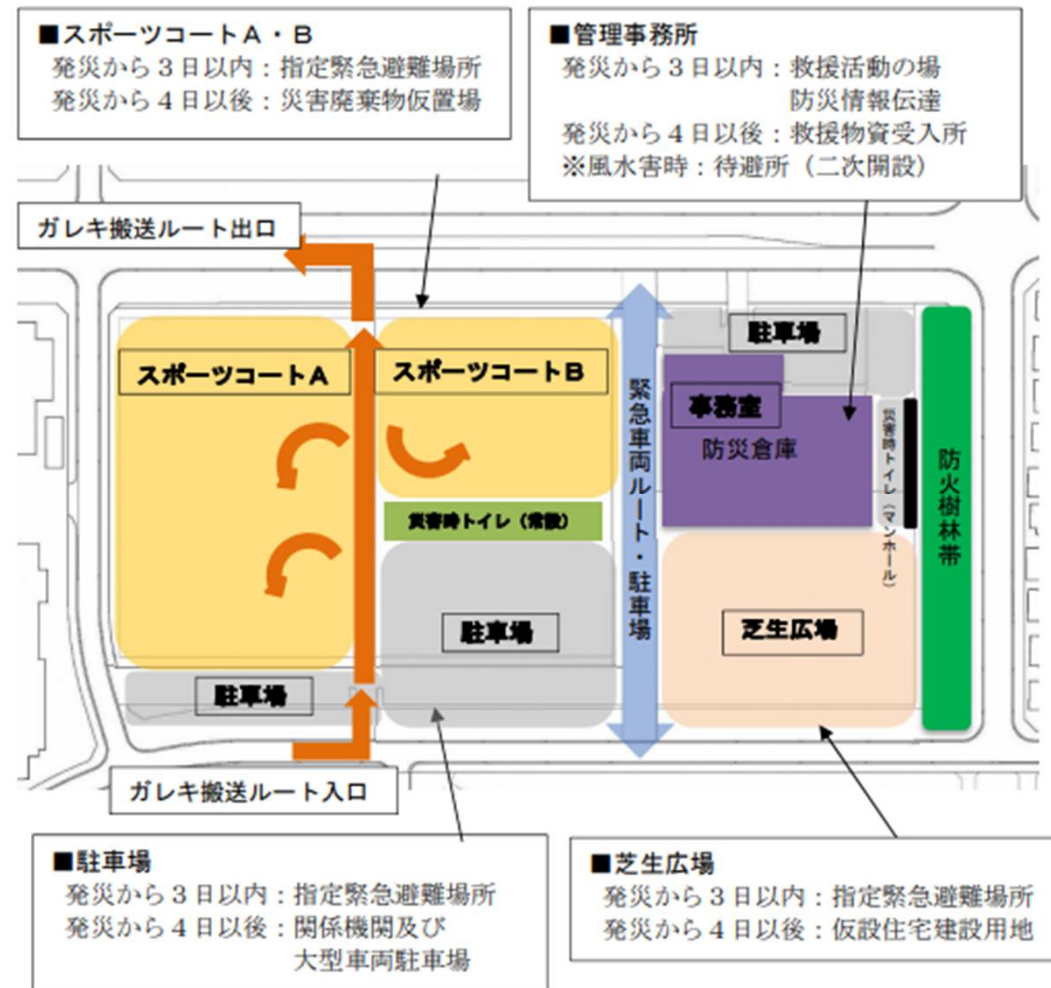 ■スポーツコートA・B
発災から3日以内：指定緊急避難場所
発災から4日以後：災害廃棄物仮置場
■管理事務所
発災から3日以内：救援活動の場
防災情報伝達
発災から4日以後：救援物資受入所
※風水害時：待避所（二次開設）
ガレキ搬送ルート出口
スポーツコートA
スポーツコートB
駐車場
事務室
防災倉庫
緊急車両ルート・駐車場
災害時トイレ（マンホール）
防火樹林帯
災害時トイレ（常設）
駐車場
芝生広場
駐車場
ガレキ搬送ルート入口
■駐車場
発災から3日以内：指定緊急避難場所
発災から4日以後：関係機関及び
大型車両駐車場
■芝生広場
発災から3日以内：指定緊急避難場所
発災から4日以後：仮設住宅建設用地